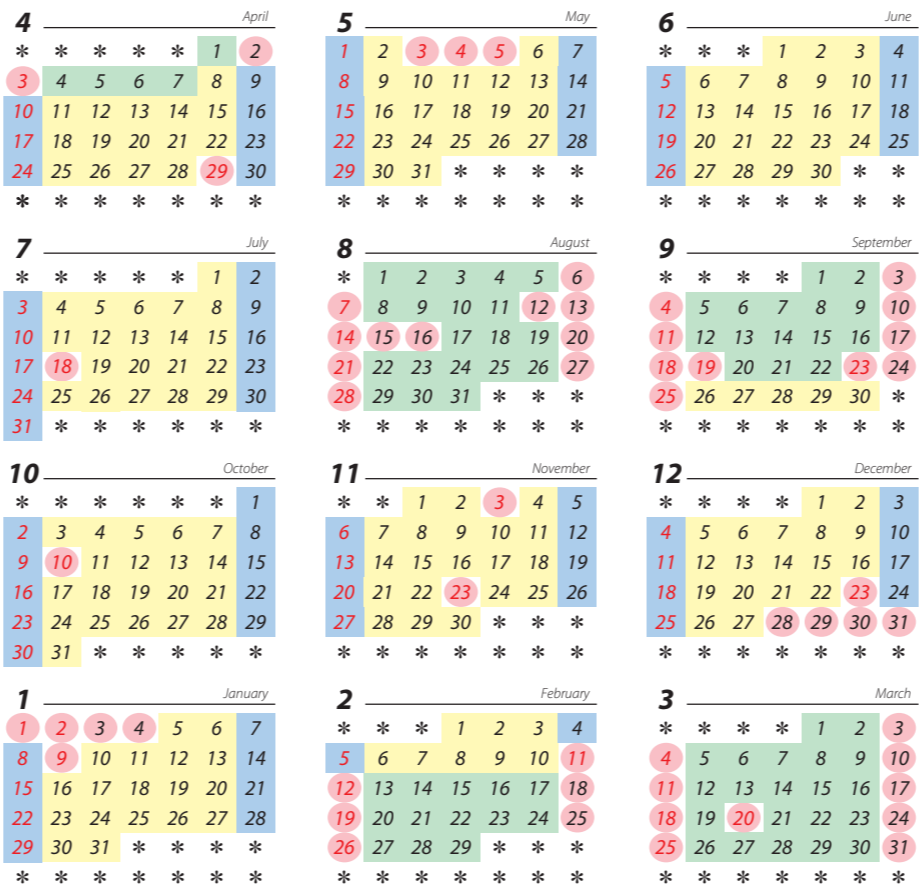 4 April
* * * * * 1 2
3 4 5 6 7 8 9
10 11 12 13 14 15 16
17 18 19 20 21 22 23
24 25 26 27 28 29 30
* * * * * * *
5 May
1 2 3 4 5 6 7
8 9 10 11 12 13 14
15 16 17 18 19 20 21
22 23 24 25 26 27 28
29 30 31 * * * *
* * * * * * *
6 June
* * * 1 2 3 4
5 6 7 8 9 10 11
12 13 14 15 16 17 18
19 20 21 22 23 24 25
26 27 28 29 30 * *
* * * * * * *
7 July
* * * * * 1 2
3 4 5 6 7 8 9
10 11 12 13 14 15 16
17 18 19 20 21 22 23
24 25 26 27 28 29 30
31 * * * * * *
8 August
* 1 2 3 4 5 6
7 8 9 10 11 12 13
14 15 16 17 18 19 20
21 22 23 24 25 26 27
28 29 30 31 * * *
* * * * * * *
9 September
* * * * 1 2 3
4 5 6 7 8 9 10
11 12 13 14 15 16 17
18 19 20 21 22 23 24
25 26 27 28 29 30 *
* * * * * * *
10 October
* * * * * * 1
2 3 4 5 6 7 8
9 10 11 12 13 14 15
16 17 18 19 20 21 22
23 24 25 26 27 28 29
30 31 * * * * *
11 November
* * 1 2 3 4 5
6 7 8 9 10 11 12
13 14 15 16 17 18 19
20 21 22 23 24 25 26
27 28 29 30 * * *
* * * * * * *
12 December
* * * * 1 2 3
4 5 6 7 8 9 10
11 12 13 14 15 16 17
18 19 20 21 22 23 24
25 26 27 28 29 30 31
* * * * * * *
1 January
1 2 3 4 5 6 7
8 9 10 11 12 13 14
15 16 17 18 19 20 21
22 23 24 25 26 27 28
29 30 31 * * * *
* * * * * * *
2 February
* * * 1 2 3 4
5 6 7 8 9 10 11
12 13 14 15 16 17 18
19 20 21 22 23 24 25
26 27 28 29 * * *
* * * * * * *
3 March
* * * * 1 2 3
4 5 6 7 8 9 10
11 12 13 14 15 16 17
18 19 20 21 22 23 24
25 26 27 28 29 30 31
* * * * * * *